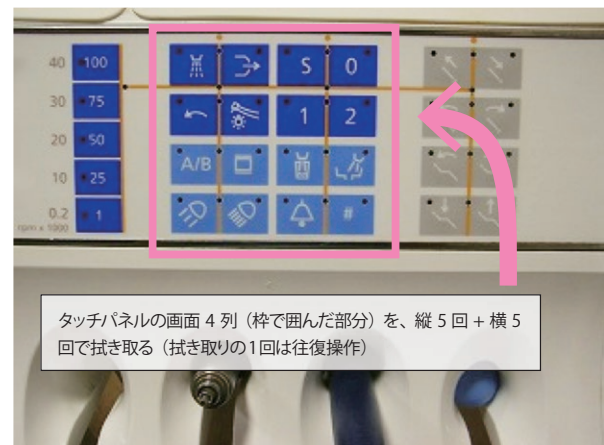 40 100
30 75
20 50
10 25
0.2 1
rpm x 1000
S 0
1 2
A/B
#
タッチパネルの画面 4 列（枠で囲んだ部分）を、縦 5 回 + 横 5
回で拭き取る（拭き取りの1回は往復操作）